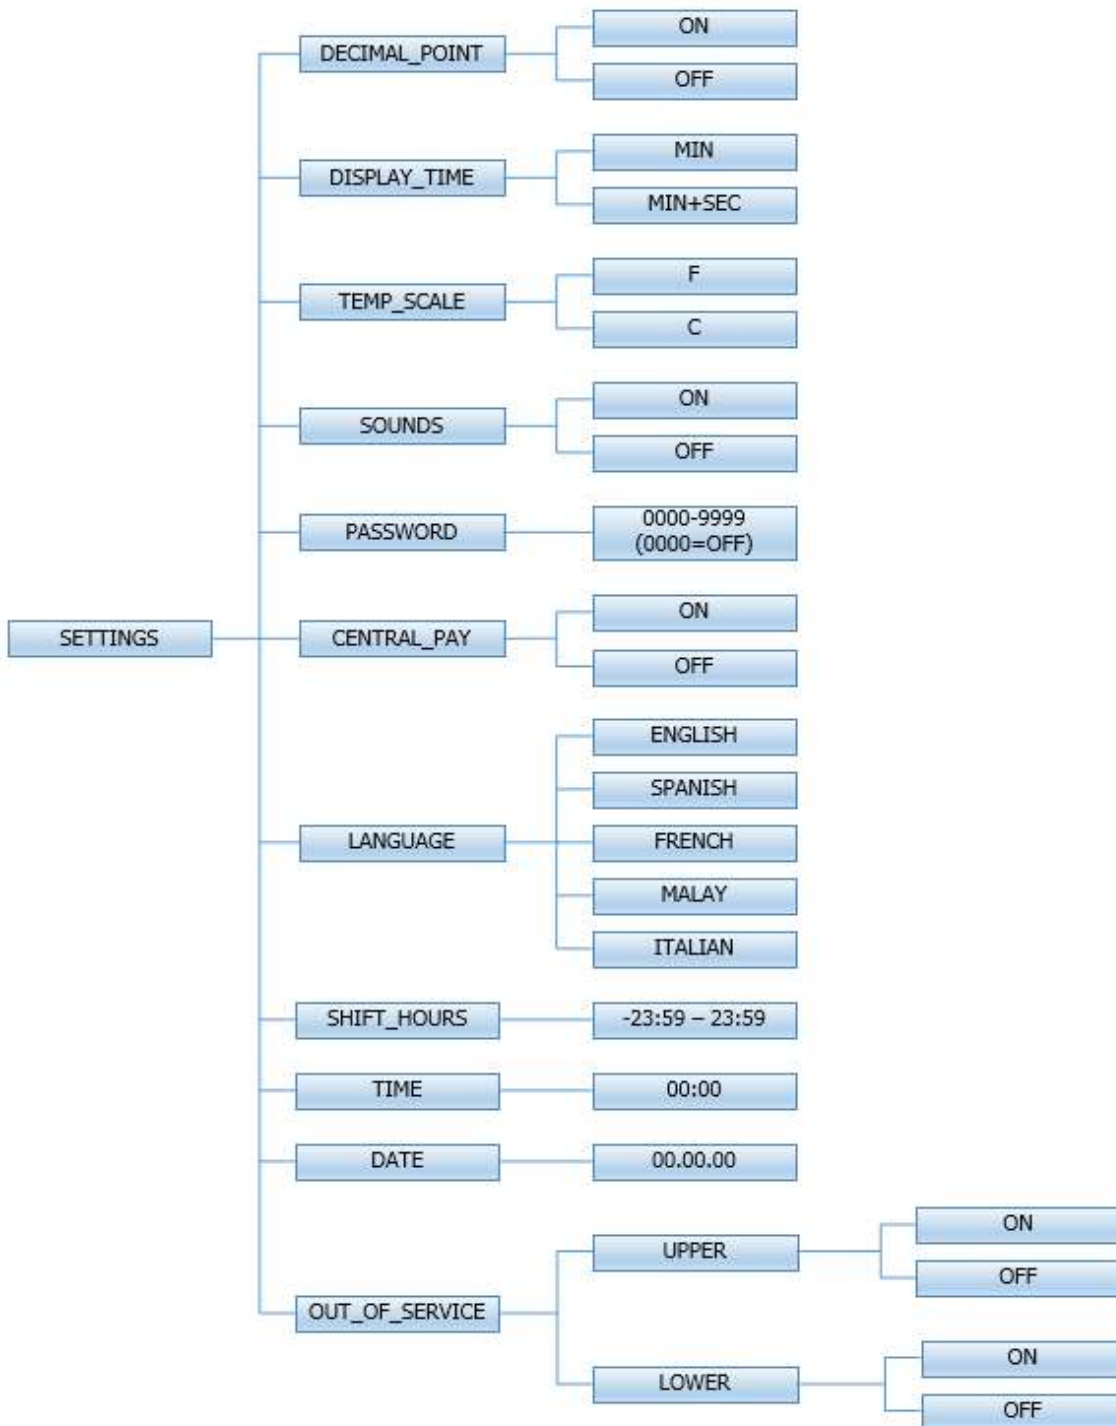 DECIMAL_POINT
ON
OFF
DISPLAY_TIME
MIN
MIN+SEC
TEMP_SCALE
F
C
SOUNDS
ON
OFF
PASSWORD
0000-9999
(0000=OFF)
SETTINGS
CENTRAL_PAY
ON
OFF
LANGUAGE
ENGLISH
SPANISH
FRENCH
MALAY
ITALIAN
SHIFT_HOURS
-23:59 – 23:59
TIME
00:00
DATE
00.00.00
OUT_OF_SERVICE
UPPER
ON
OFF
LOWER
ON
OFF